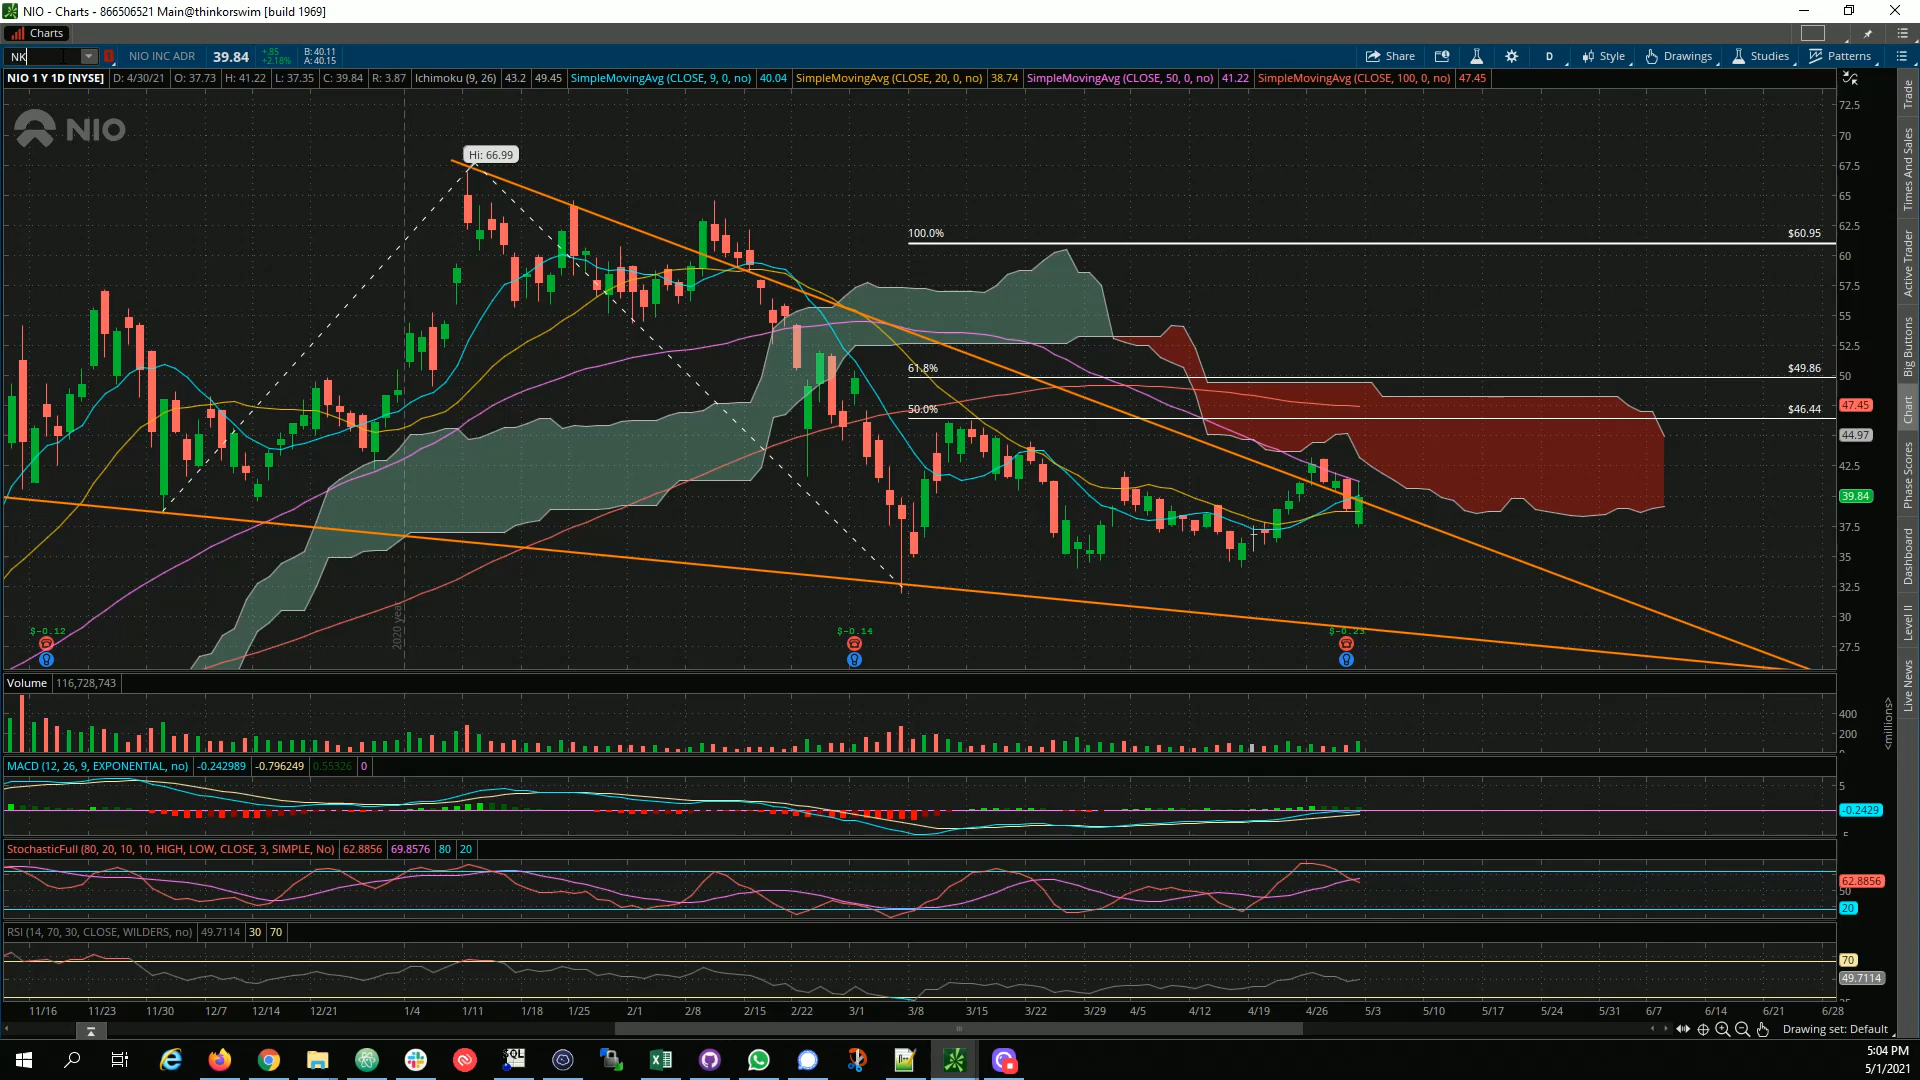 NIO - Charts - 866506521 Main@thinkorswim [build 1969]
Charts
NK
NIO INC ADR
39.84
+.85
+2.18%
B: 40.11
A: 40.15
Share
D
Style
Drawings
Studies
Patterns
NIO 1 Y 1D [NYSE] D: 4/30/21 O: 37.73 H: 41.22 L: 37.35 C: 39.84 R: 3.87 Ichimoku (9, 26) 43.2 49.45 SimpleMovingAvg (CLOSE, 9, 0, no) 40.04 SimpleMovingAvg (CLOSE, 20, 0, no) 38.74 SimpleMovingAvg (CLOSE, 50, 0, no) 41.22 SimpleMovingAvg (CLOSE, 100, 0, no) 47.45
NIO
Hi: 66.99
100.0% $60.95
61.8% $49.86
50.0% $46.44
72.5
70
67.5
65
62.5
60
57.5
55
52.5
50
47.45
44.97
42.5
39.84
37.5
35
32.5
30
27.5
2020 year
$-0.12
$-0.14
$-0.23
Trade
Times And Sales
Active Trader
Big Buttons
Chart
Phase Scores
Dashboard
Level II
Live News
Volume 116,728,743
400
200
<millions>
MACD (12, 26, 9, EXPONENTIAL, no) -0.242989 -0.796249 0.55326 0
5
-0.2429
StochasticFull (80, 20, 10, 10, HIGH, LOW, CLOSE, 3, SIMPLE, No) 62.8856 69.8576 80 20
62.8856
50
20
RSI (14, 70, 30, CLOSE, WILDERS, no) 49.7114 30 70
70
49.7114
11/16 11/23 11/30 12/7 12/14 12/21 1/4 1/11 1/18 1/25 2/1 2/8 2/15 2/22 3/1 3/8 3/15 3/22 3/29 4/5 4/12 4/19 4/26 5/3 5/10 5/17 5/24 5/31 6/7 6/14 6/21 6/28
Drawing set: Default
SQL
5:04 PM
5/1/2021